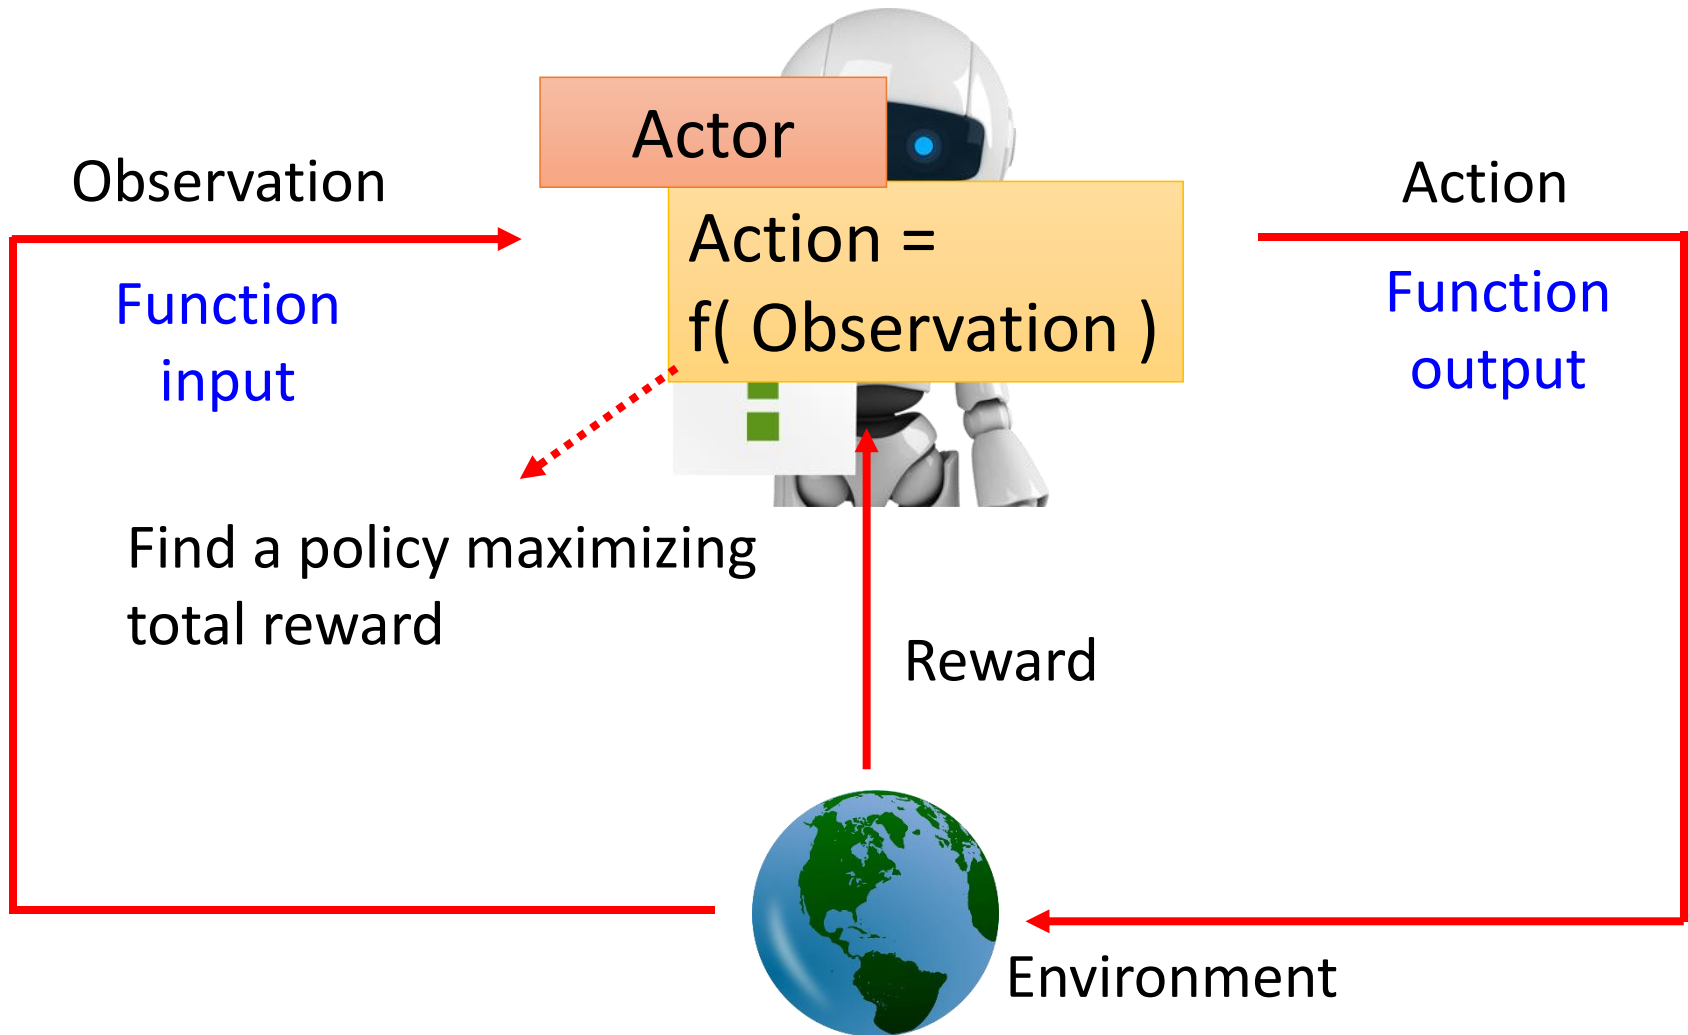 Actor
Observation
Action
Action =
f( Observation )
Function
input
Function
output
Find a policy maximizing
total reward
Reward
Environment